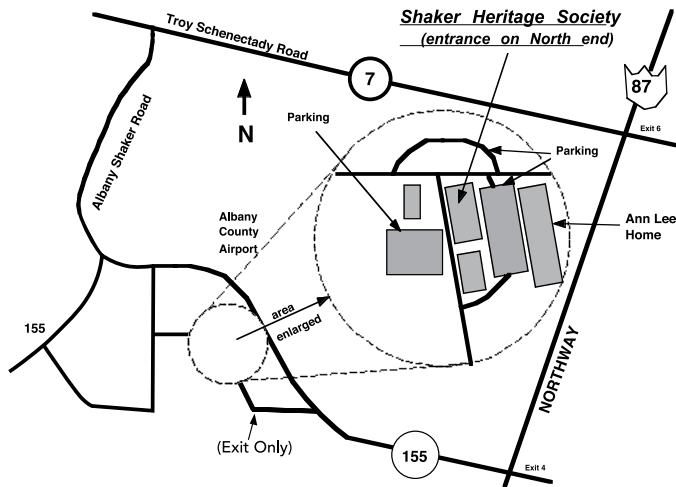 Troy Schenectady Road
Shaker Heritage Society
(entrance on North end)
7
87
Exit 6
N
Parking
Parking
Albany Shaker Road
Albany
County
Airport
Ann Lee
Home
area
enlarged
155
NORTHWAY
(Exit Only)
155
Exit 4